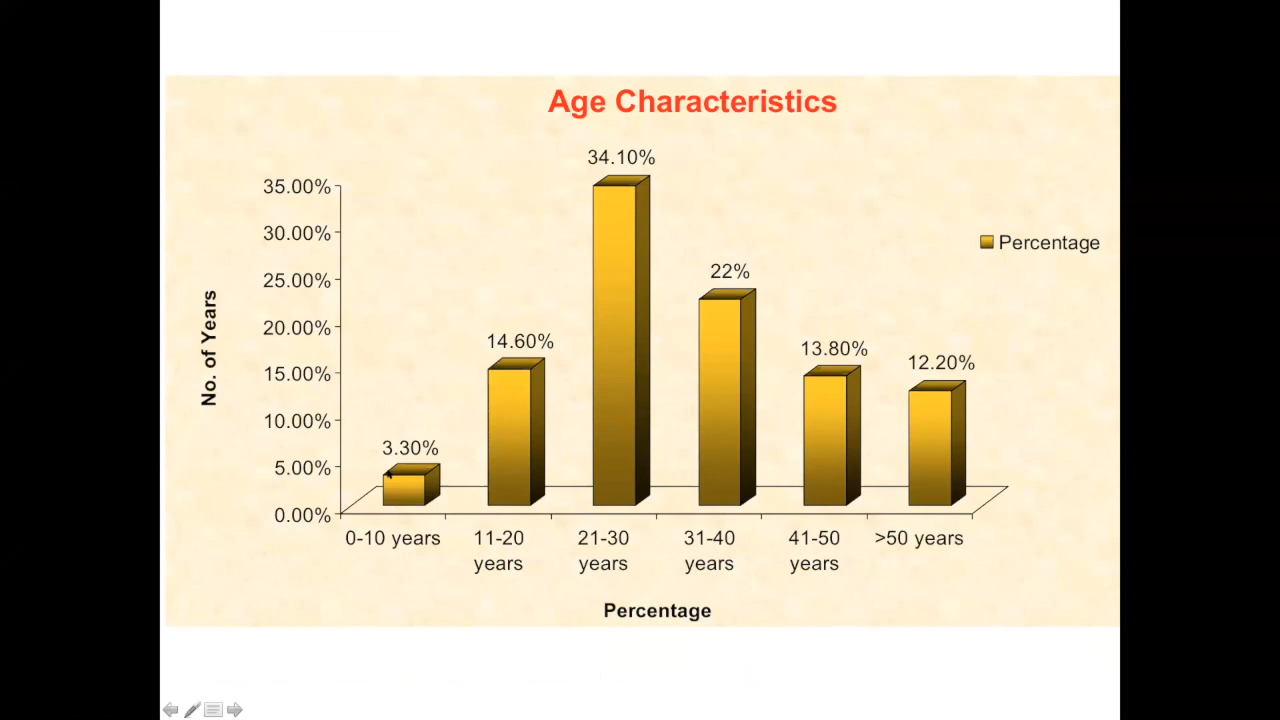 Age Characteristics
34.10%
35.00%
30.00%
Percentage
22%
25.00%
20.00%
14.60%
13.80%
12.20%
No. of Years
15.00%
10.00%
3.30%
5.00%
0.00%
0-10 years
11-20
years
21-30
years
31-40
years
41-50
years
>50 years
Percentage